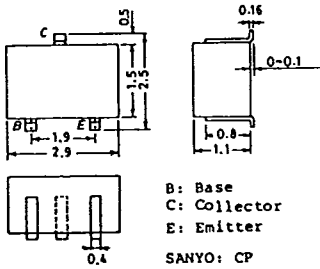 C
0.5
0.16
1.5
2.5
0~0.1
B
E
1.9
2.9
0.8
1.1
0.4
B: Base
C: Collector
E: Emitter
SANYO: CP